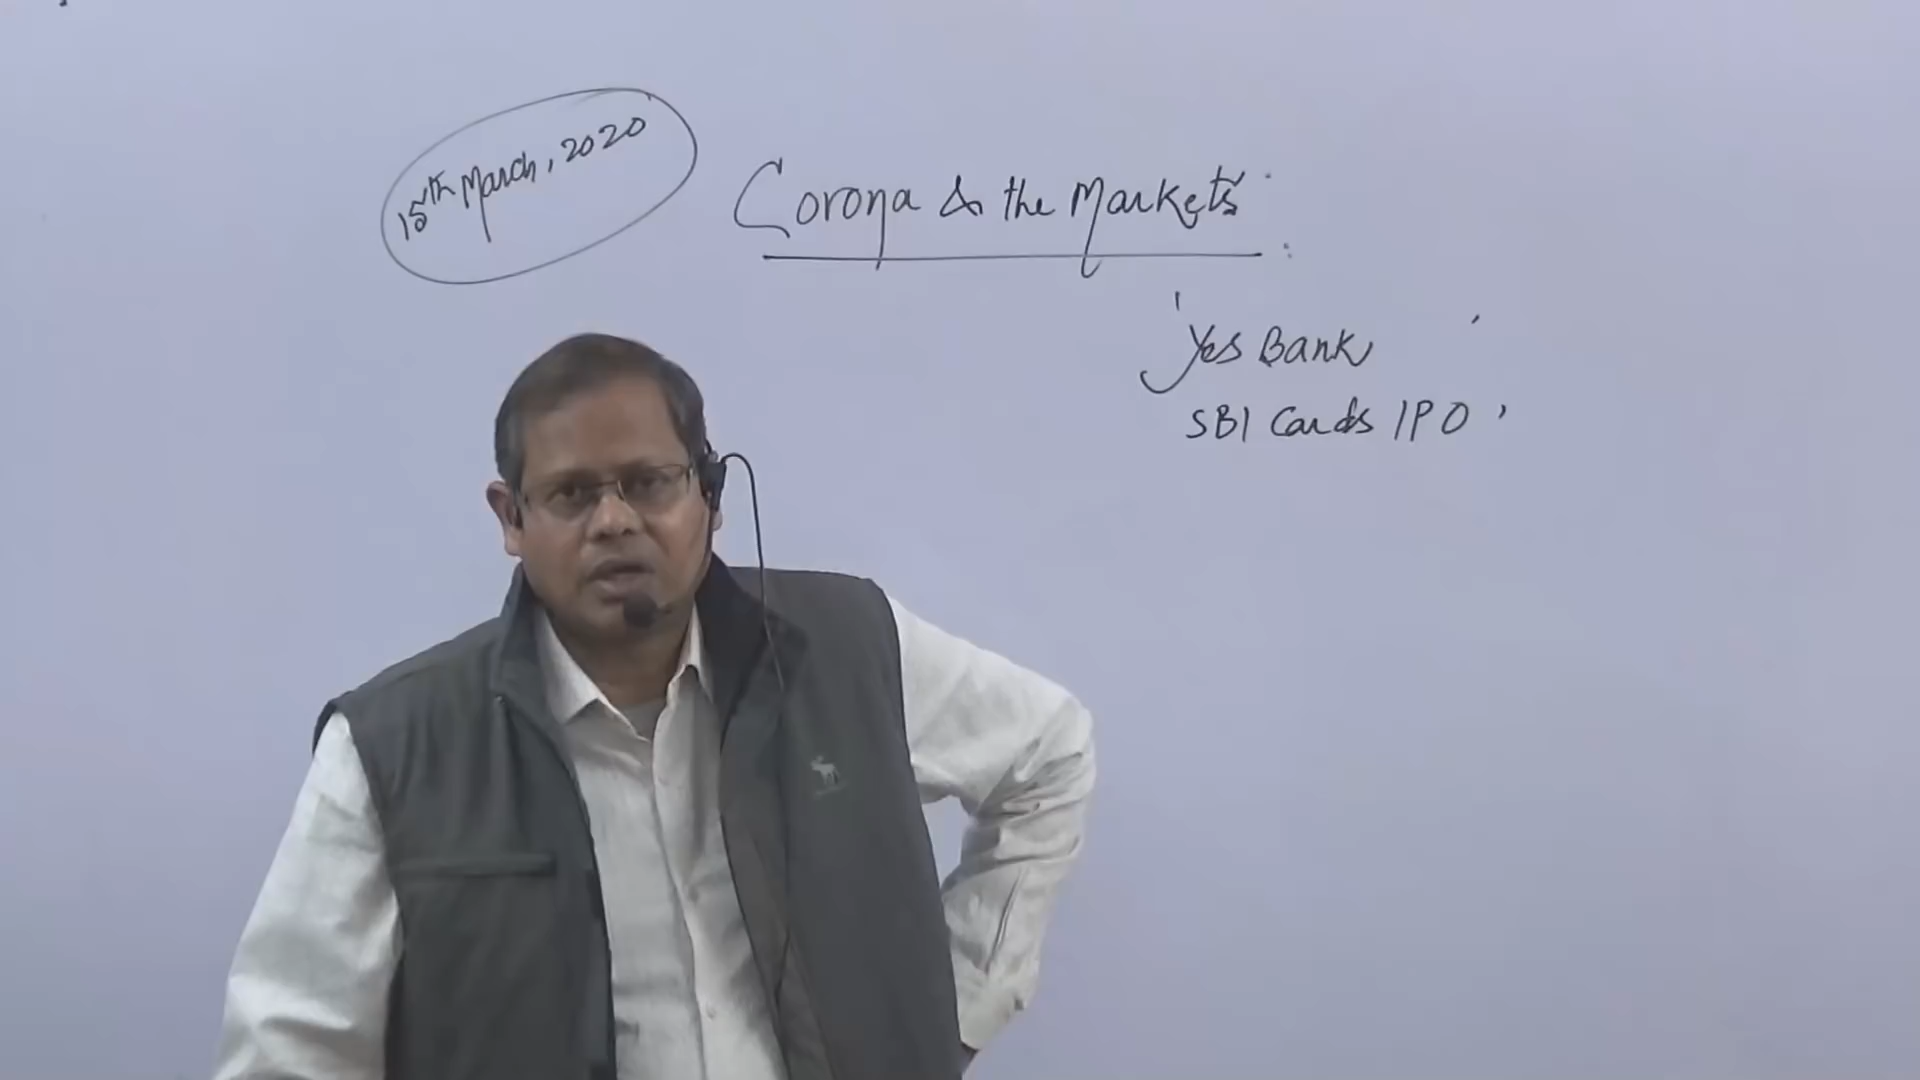 15th March, 2020
Corona & the Markets
Yes Bank
SBI Cards IPO